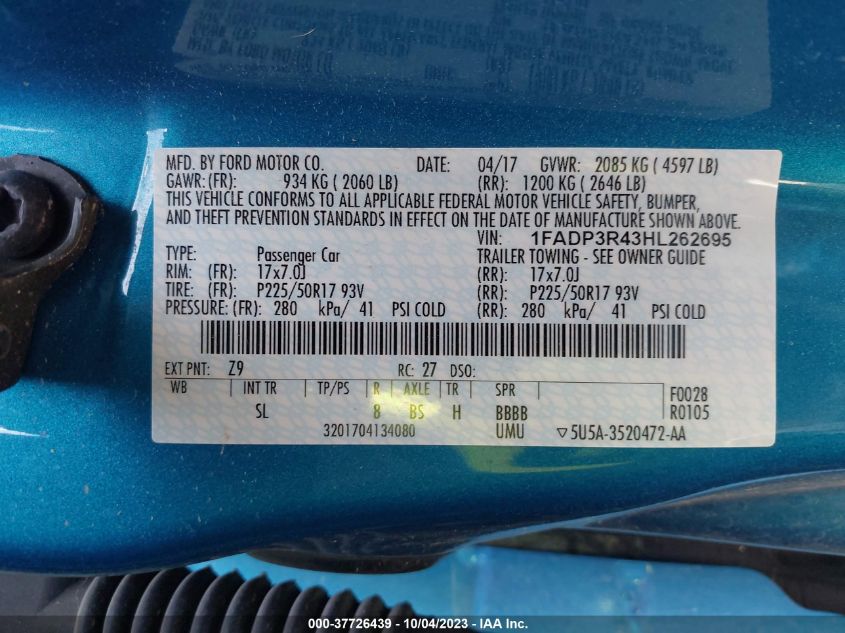 MFD. BY FORD MOTOR CO. DATE: 04/17 GVWR: 2085 KG ( 4597 LB)
GAWR:(FR): 934 KG ( 2060 LB) (RR): 1200 KG ( 2646 LB)
THIS VEHICLE CONFORMS TO ALL APPLICABLE FEDERAL MOTOR VEHICLE SAFETY, BUMPER,
AND THEFT PREVENTION STANDARDS IN EFFECT ON THE DATE OF MANUFACTURE SHOWN ABOVE.
VIN: 1FADP3R43HL262695
TYPE: Passenger Car TRAILER TOWING - SEE OWNER GUIDE
RIM: (FR): 17x7.0J (RR): 17x7.0J
TIRE: (FR): P225/50R17 93V (RR): P225/50R17 93V
PRESSURE: (FR): 280 kPa/ 41 PSI COLD (RR): 280 kPa/ 41 PSI COLD
EXT PNT: Z9 RC: 27 DSO:
WB INT TR TP/PS R AXLE TR SPR F0028
SL 8 BS H BBBB R0105
3201704134080 UMU ▽5U5A-3520472-AA
© - 37726439 - 10/04/2023 - IAA Inc.